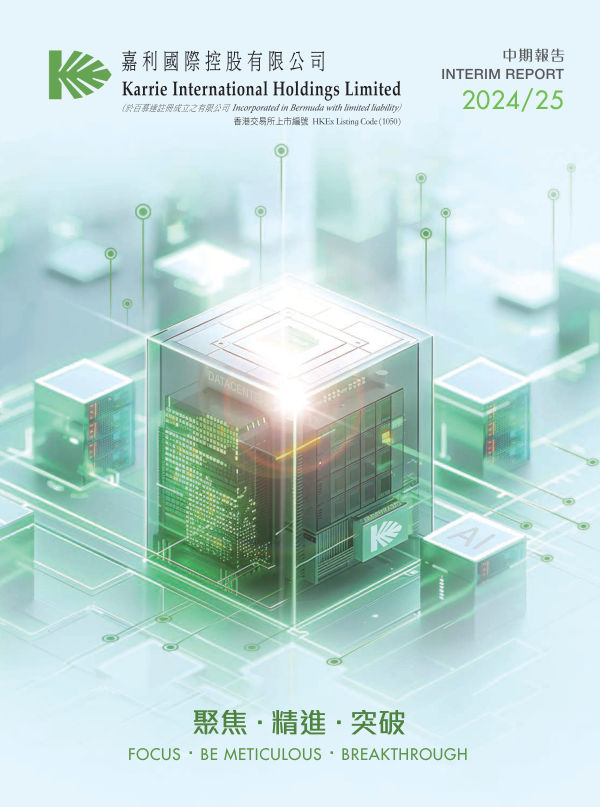 嘉利國際控股有限公司
Karrie International Holdings Limited
(於百慕達註冊成立之有限公司 Incorporated in Bermuda with limited liability)
香港交易所上市編號 HKEx Listing Code (1050)
中期報告
INTERIM REPORT
2024/25
DATACENTE
AI
聚焦·精進·突破
FOCUS · BE METICULOUS · BREAKTHROUGH